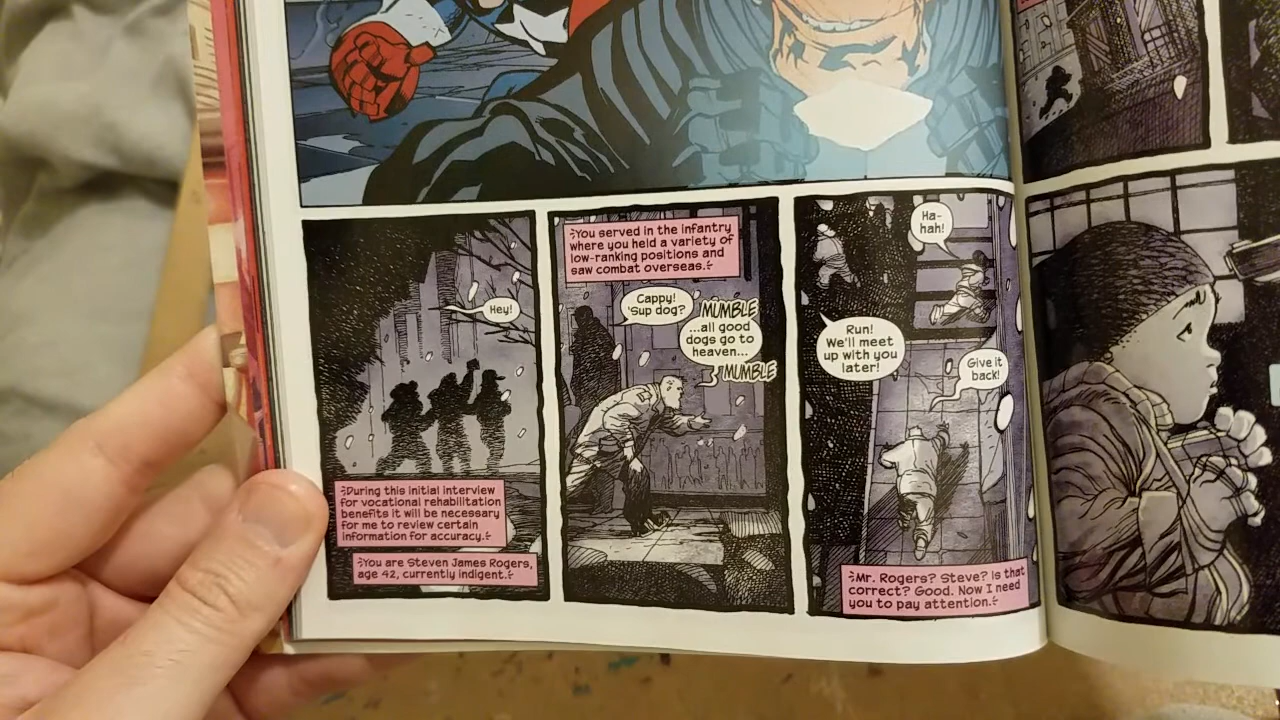 Hey!
During this initial interview
for vocational rehabilitation
benefits it will be necessary
for me to review certain
information for accuracy.
You are Steven James Rogers,
age 42, currently indigent.
You served in the infantry
where you held a variety of
low-ranking positions and
saw combat overseas.
Cappy!
'Sup dog?
MUMBLE
...all good
dogs go to
heaven...
MUMBLE
Ha-
hah!
Run!
We'll meet
up with you
later!
Give it
back!
Mr. Rogers? Steve? Is that
correct? Good. Now I need
you to pay attention.